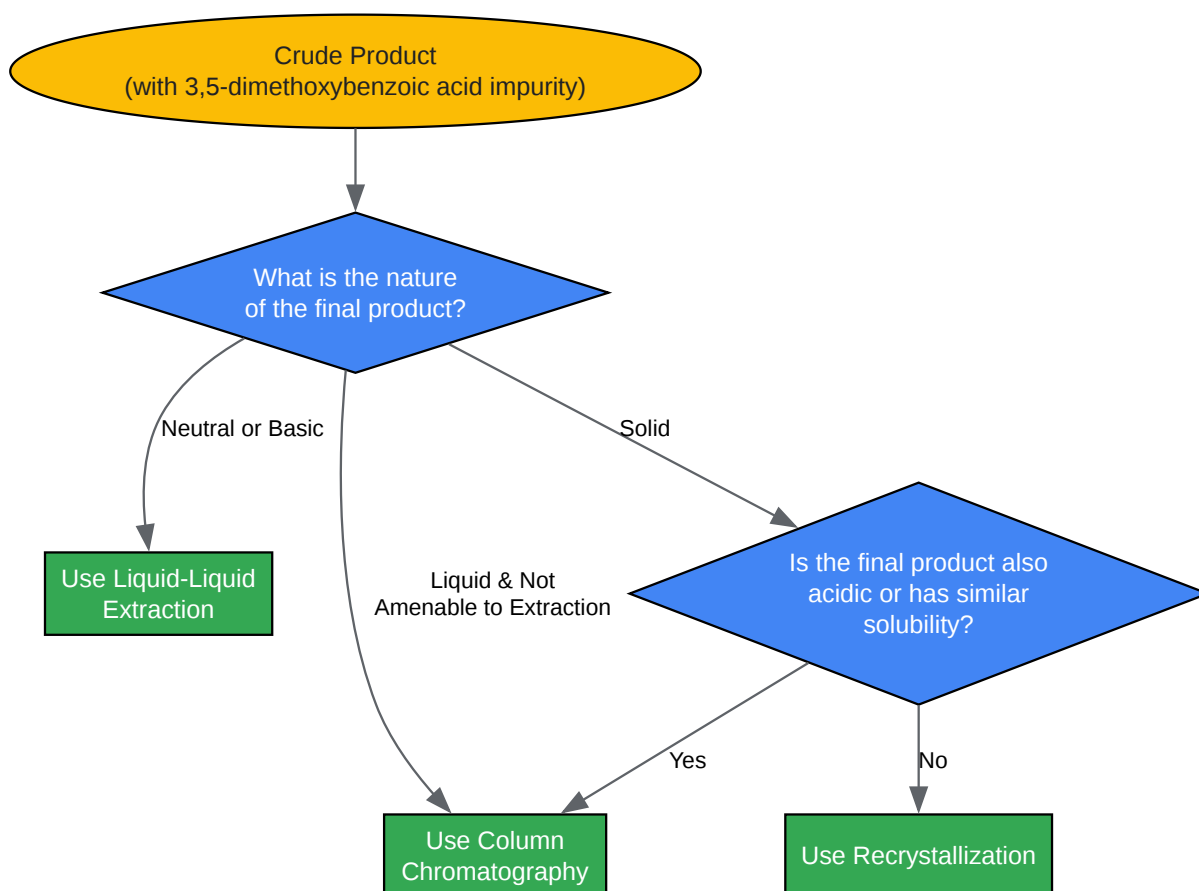 Crude Product
(with 3,5-dimethoxybenzoic acid impurity)
What is the nature
of the final product?
Neutral or Basic
Solid
Use Liquid-Liquid
Extraction
Liquid & Not
Amenable to Extraction
Is the final product also
acidic or has similar
solubility?
Yes
No
Use Column
Chromatography
Use Recrystallization